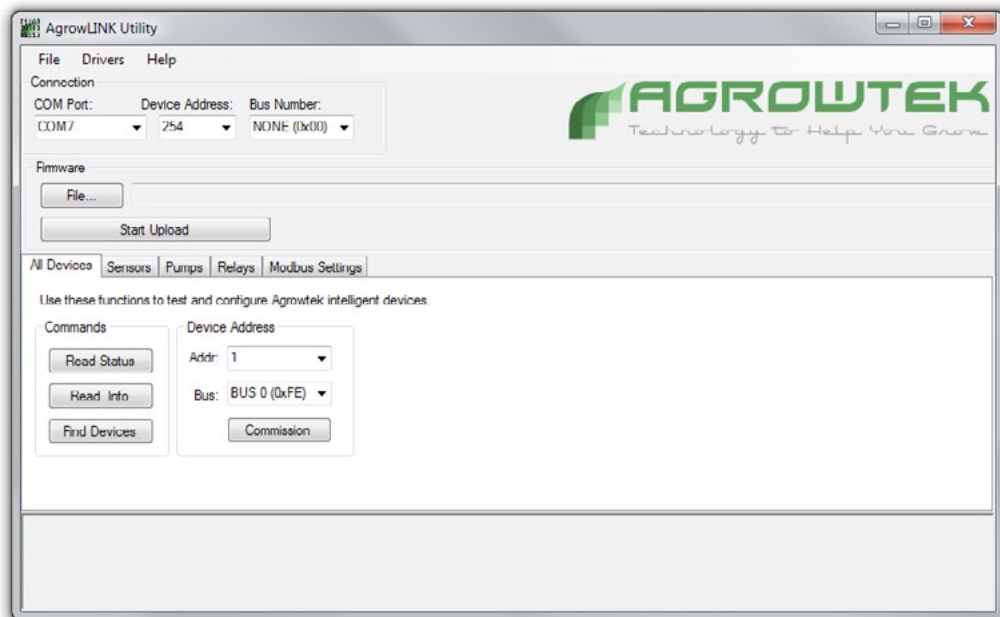 AgrowLINK Utility
File Drivers Help
Connection
COM Port: Device Address: Bus Number:
COM7 254 NONE (0x00)
AGROWTEK
Technology to Help You Grow
Firmware
File...
Start Upload
All Devices Sensors Pumps Relays Modbus Settings
Use these functions to test and configure Agrowtek intelligent devices.
Commands Device Address
Read Status Addr: 1
Read Info Bus: BUS 0 (0xFE)
Find Devices Commission